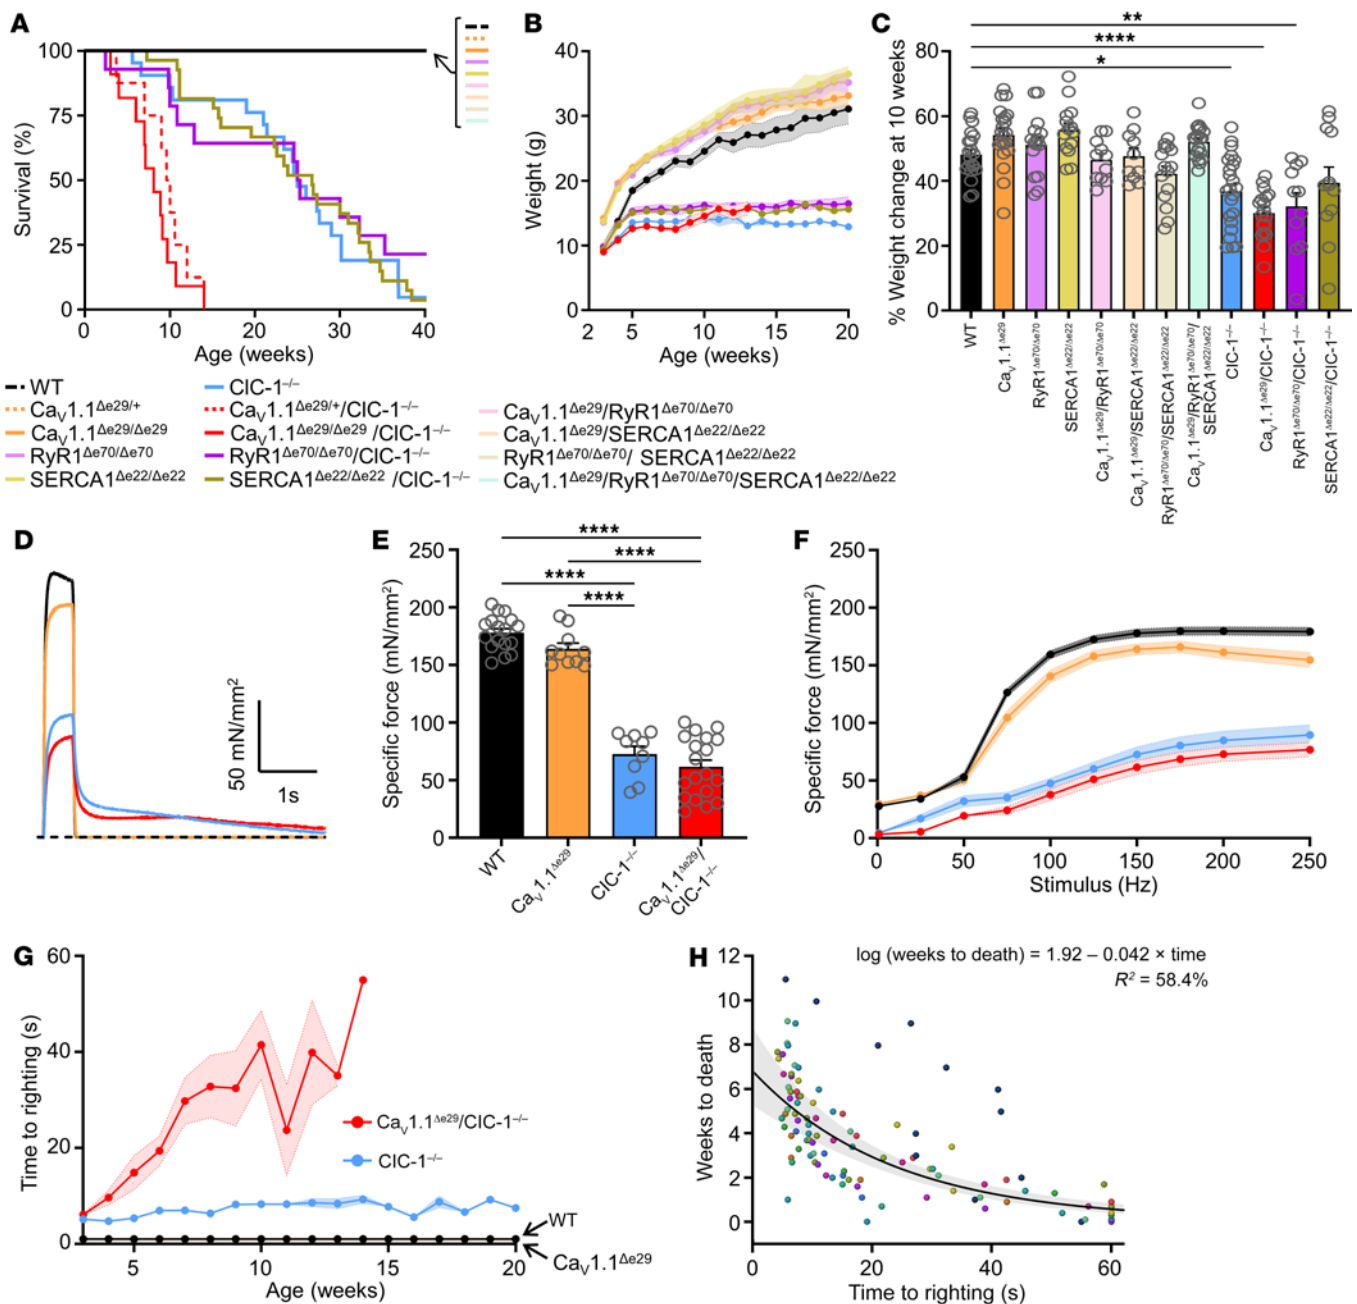 A
Survival (%)
100
75
50
25
0
0 10 20 30 40
Age (weeks)
B
Weight (g)
40
30
20
10
0
2 5 10 15 20
Age (weeks)
C
% Weight change at 10 weeks
80
60
40
20
0
**
****
*
WT
CaV1.1Δe29
RyR1Δe70/Δe70
SERCA1Δe22/Δe22
CaV1.1Δe29/RyR1Δe70/Δe70
CaV1.1Δe29/SERCA1Δe22/Δe22
RyR1Δe70/Δe70/SERCA1Δe22/Δe22
CaV1.1Δe29/RyR1Δe70/Δe70/
SERCA1Δe22/Δe22
ClC-1–/–
CaV1.1Δe29/ClC-1–/–
RyR1Δe70/Δe70/ClC-1–/–
SERCA1Δe22/Δe22/ClC-1–/–
WT
CaV1.1Δe29/+
CaV1.1Δe29/Δe29
RyR1Δe70/Δe70
SERCA1Δe22/Δe22
ClC-1–/–
CaV1.1Δe29/+/ClC-1–/–
CaV1.1Δe29/Δe29 /ClC-1–/–
RyR1Δe70/Δe70/ClC-1–/–
SERCA1Δe22/Δe22 /ClC-1–/–
CaV1.1Δe29/RyR1Δe70/Δe70
CaV1.1Δe29/SERCA1Δe22/Δe22
RyR1Δe70/Δe70/ SERCA1Δe22/Δe22
CaV1.1Δe29/RyR1Δe70/Δe70/SERCA1Δe22/Δe22
D
50 mN/mm2
1s
E
Specific force (mN/mm2)
250
200
150
100
50
0
****
****
****
****
WT
CaV1.1Δe29
ClC-1–/–
CaV1.1Δe29/
ClC-1–/–
F
Specific force (mN/mm2)
250
200
150
100
50
0
0 50 100 150 200 250
Stimulus (Hz)
G
Time to righting (s)
60
40
20
0
5 10 15 20
Age (weeks)
CaV1.1Δe29/ClC-1–/–
ClC-1–/–
WT
CaV1.1Δe29
H
log (weeks to death) = 1.92 – 0.042 × time
R2 = 58.4%
Weeks to death
12
10
8
6
4
2
0
0 20 40 60
Time to righting (s)